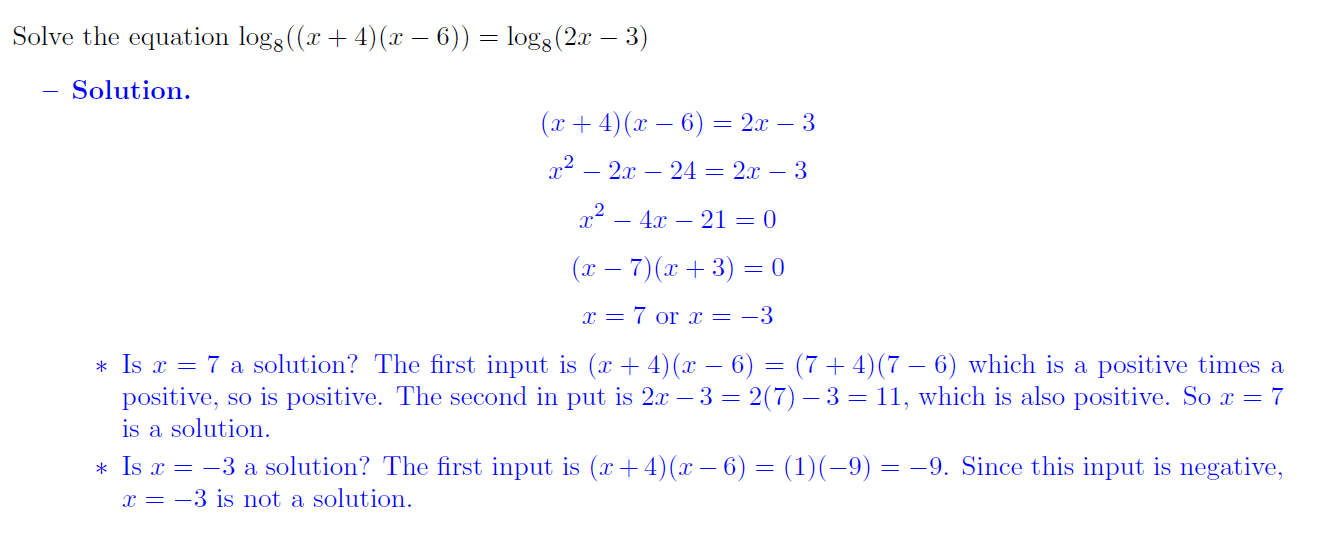 Solve the equation log₈((x + 4)(x − 6)) = log₈(2x − 3)
– Solution.
(x + 4)(x − 6) = 2x − 3
x² − 2x − 24 = 2x − 3
x² − 4x − 21 = 0
(x − 7)(x + 3) = 0
x = 7 or x = −3
∗ Is x = 7 a solution? The first input is (x + 4)(x − 6) = (7 + 4)(7 − 6) which is a positive times a
positive, so is positive. The second in put is 2x − 3 = 2(7) − 3 = 11, which is also positive. So x = 7
is a solution.
∗ Is x = −3 a solution? The first input is (x + 4)(x − 6) = (1)(−9) = −9. Since this input is negative,
x = −3 is not a solution.